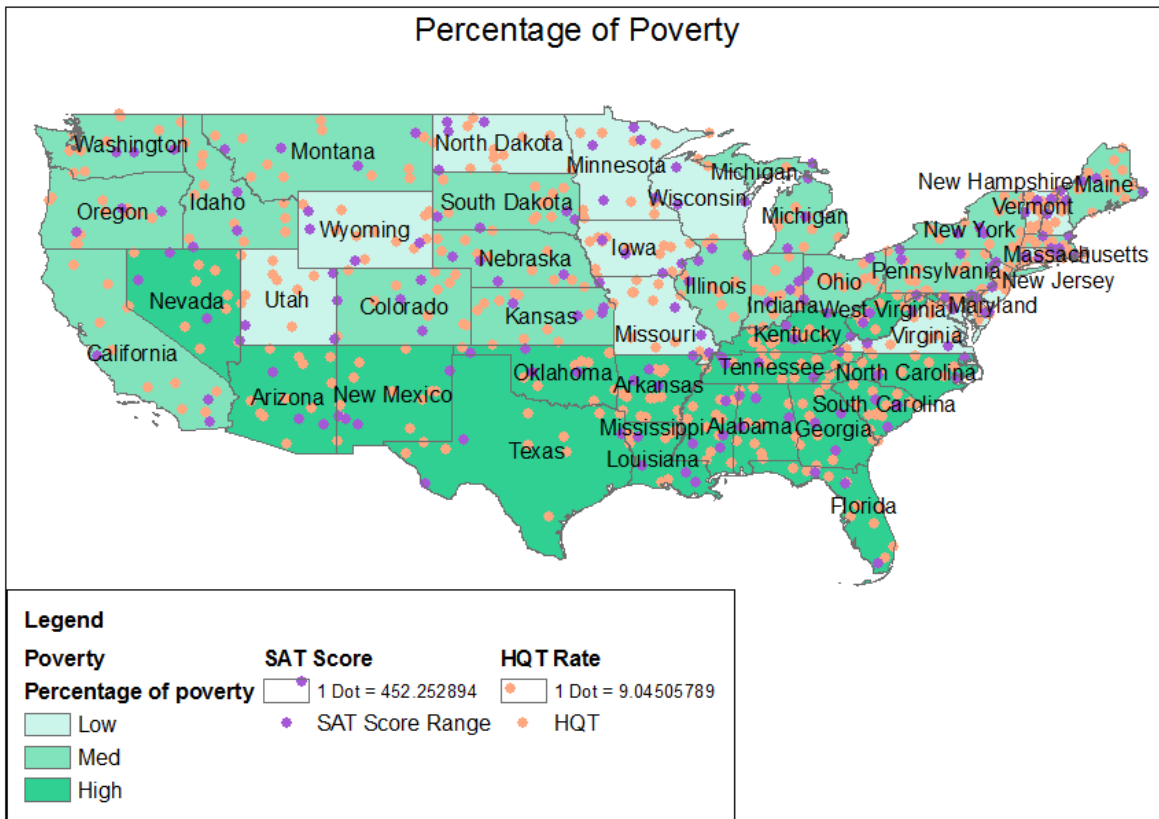 Percentage of Poverty
Washington
Montana
North Dakota
Minnesota
Michigan
Oregon
Idaho
South Dakota
Wisconsin
Michigan
New Hampshire
Maine
Vermont
Wyoming
New York
Iowa
Massachusetts
Nebraska
Pennsylvania
Nevada
Utah
Colorado
Illinois
Ohio
New Jersey
Indiana
West Virginia
Maryland
Kansas
Missouri
Kentucky
Virginia
California
Tennessee
North Carolina
Arizona
New Mexico
Oklahoma
Arkansas
South Carolina
Mississippi
Alabama
Georgia
Texas
Louisiana
Florida
Legend
Poverty
SAT Score
HQT Rate
Percentage of poverty
1 Dot = 452.252894
1 Dot = 9.04505789
Low
SAT Score Range
HQT
Med
High